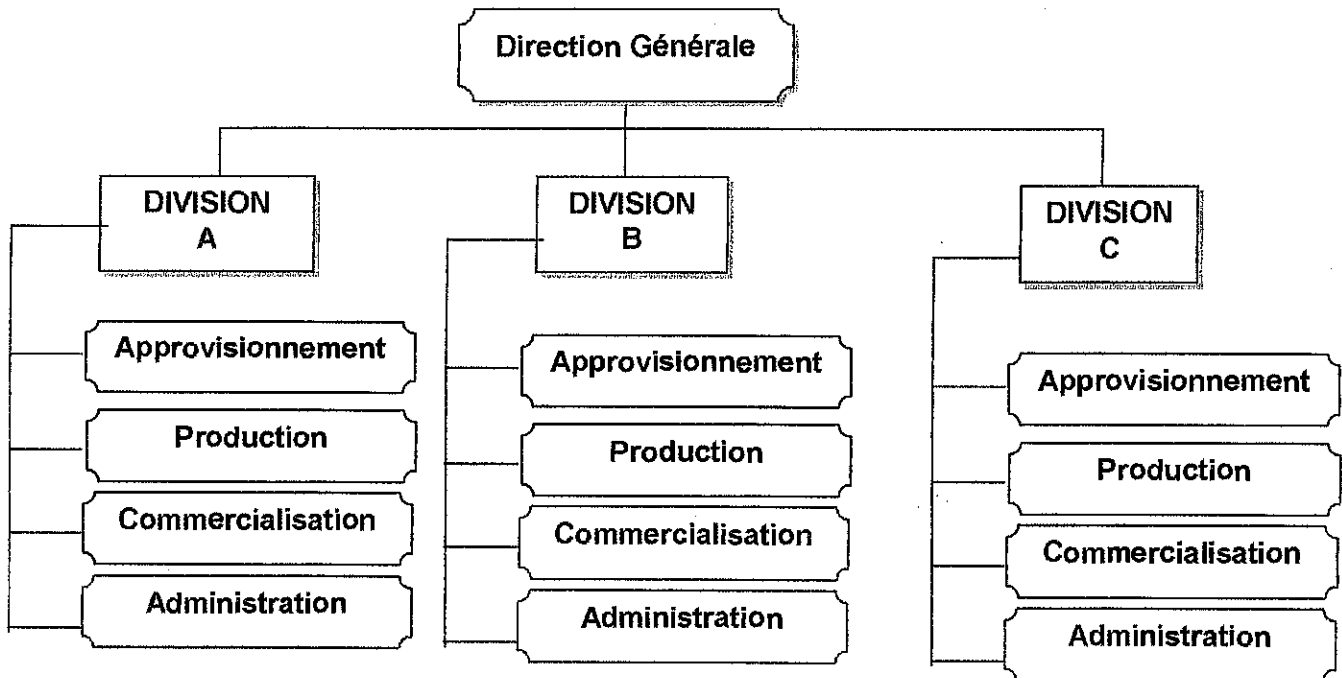 Direction Générale
DIVISION
A
Approvisionnement
Production
Commercialisation
Administration
DIVISION
B
Approvisionnement
Production
Commercialisation
Administration
DIVISION
C
Approvisionnement
Production
Commercialisation
Administration